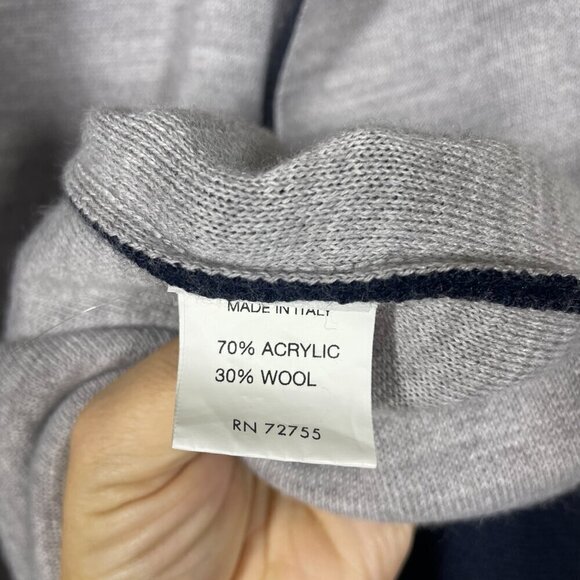 MADE IN ITALY
70% ACRYLIC
30% WOOL
RN 72755